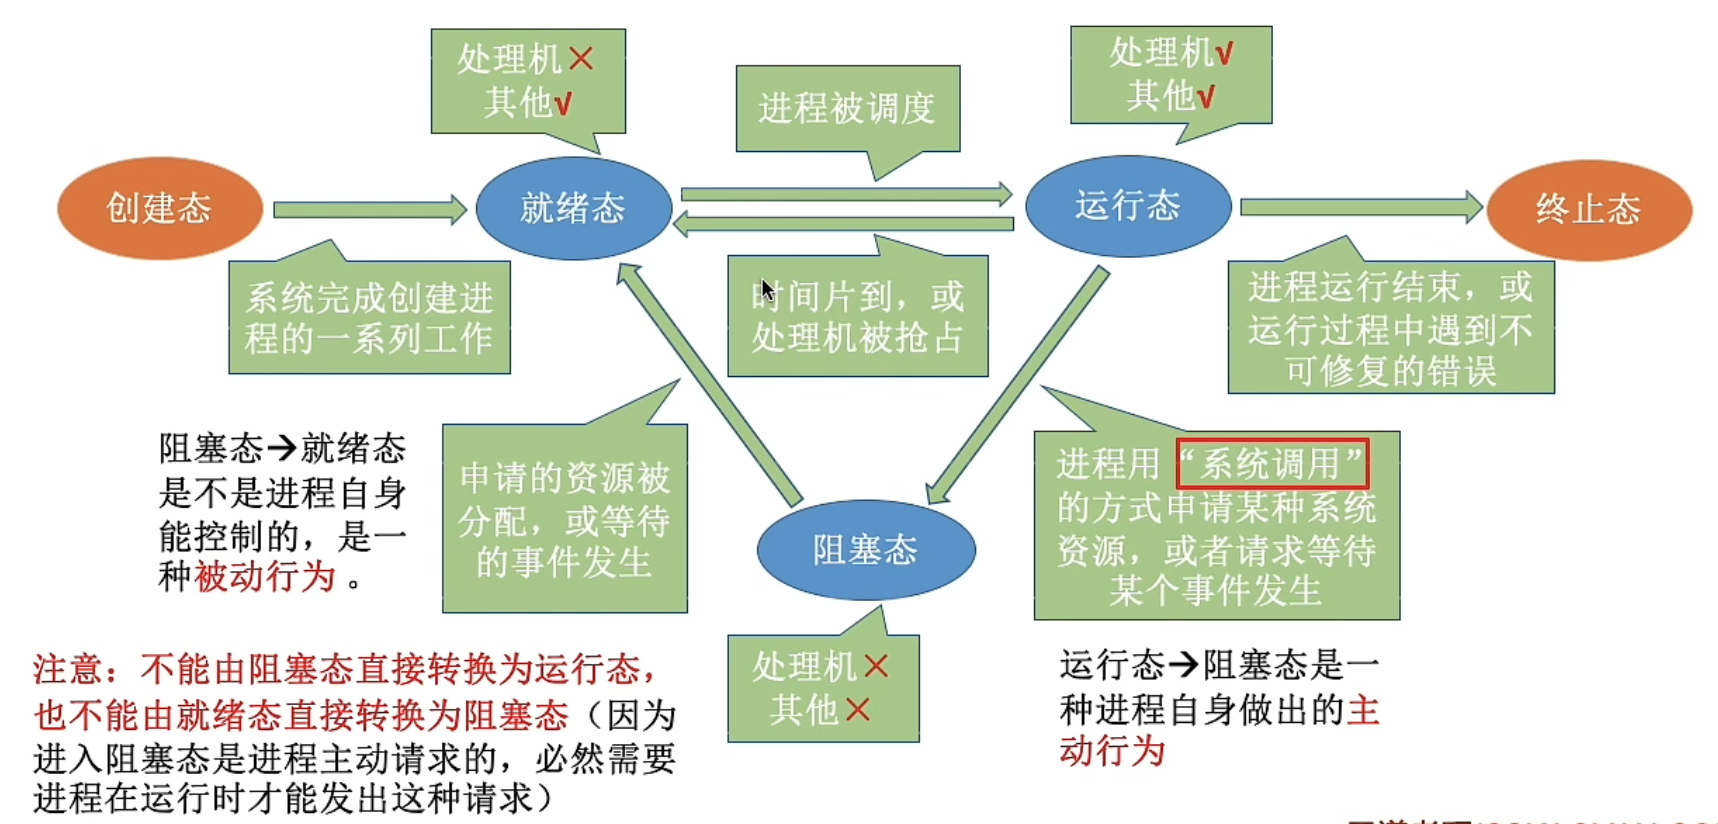 处理机×
其他√
进程被调度
处理机√
其他√
创建态
就绪态
运行态
终止态
系统完成创建进
程的一系列工作
时间片到，或
处理机被抢占
进程运行结束，或
运行过程中遇到不
可修复的错误
阻塞态→就绪态
是不是进程自身
能控制的，是一
种被动行为。
申请的资源被
分配，或等待
的事件发生
进程用“系统调用”
的方式申请某种系统
资源，或者请求等待
某个事件发生
阻塞态
处理机×
其他×
运行态→阻塞态是一
种进程自身做出的主
动行为
注意：不能由阻塞态直接转换为运行态，
也不能由就绪态直接转换为阻塞态（因为
进入阻塞态是进程主动请求的，必然需要
进程在运行时才能发出这种请求）